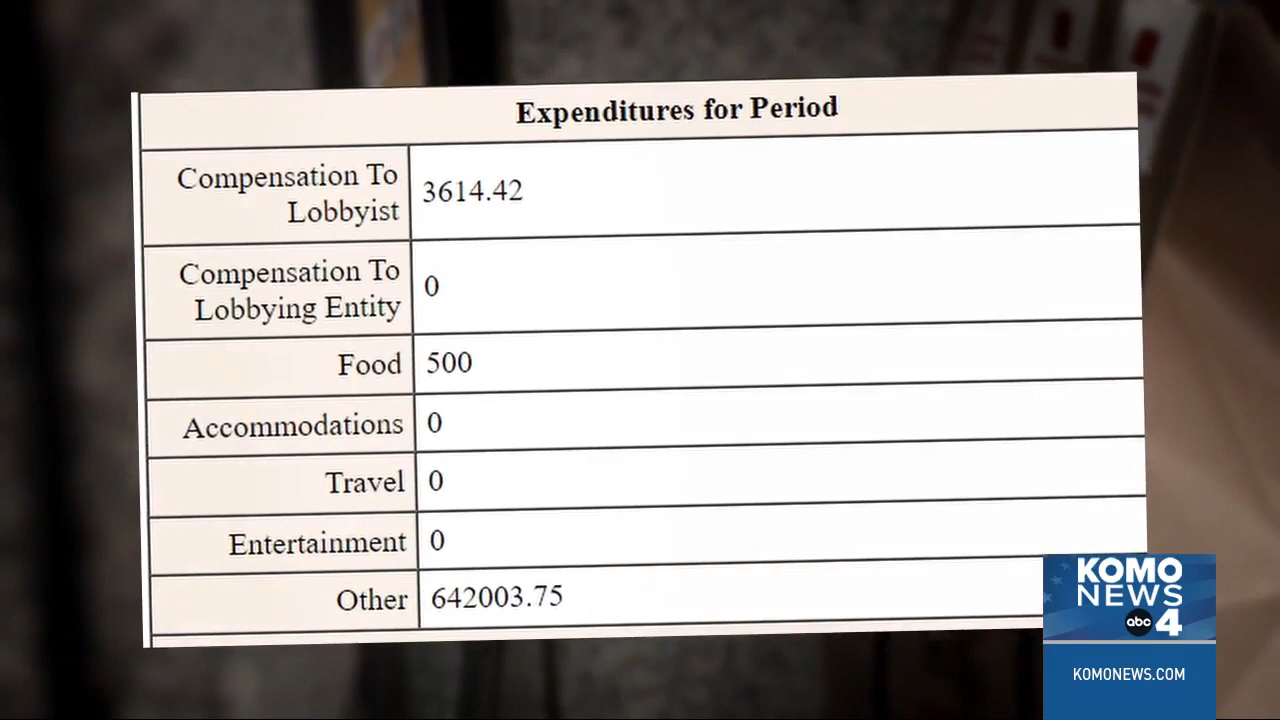 Expenditures for Period
Compensation To
Lobbyist
3614.42
Compensation To
Lobbying Entity
0
Food
500
Accommodations
0
Travel
0
Entertainment
0
Other
642003.75
KOMO
NEWS
abc 4
KOMONEWS.COM